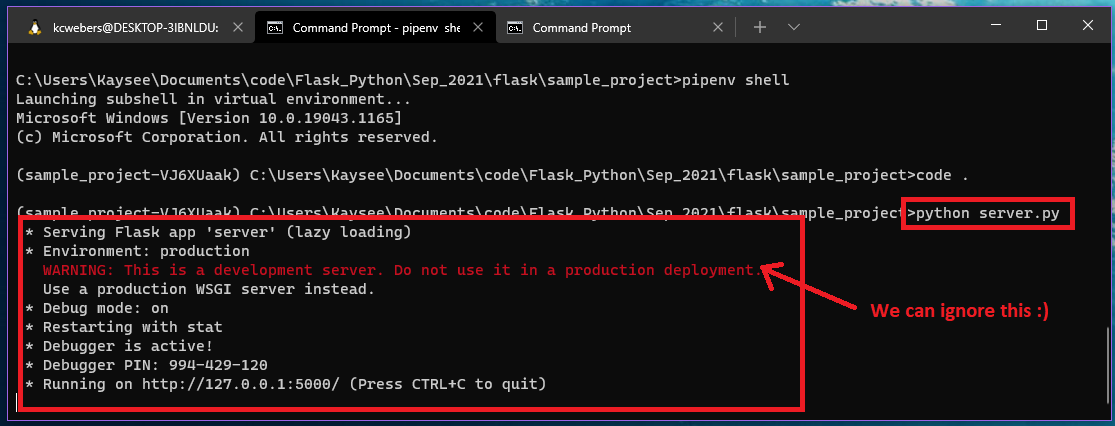 kcwebers@DESKTOP-3IBNLDU: Command Prompt - pipenv she Command Prompt
C:\Users\Kaysee\Documents\code\Flask_Python\Sep_2021\flask\sample_project>pipenv shell
Launching subshell in virtual environment...
Microsoft Windows [Version 10.0.19043.1165]
(c) Microsoft Corporation. All rights reserved.
(sample_project-VJ6XUaak) C:\Users\Kaysee\Documents\code\Flask_Python\Sep_2021\flask\sample_project>code .
(sample_project-VJ6XUaak) C:\Users\Kaysee\Documents\code\Flask_Python\Sep_2021\flask\sample_project>python server.py
* Serving Flask app 'server' (lazy loading)
* Environment: production
WARNING: This is a development server. Do not use it in a production deployment.
Use a production WSGI server instead.
* Debug mode: on
We can ignore this :)
* Restarting with stat
* Debugger is active!
* Debugger PIN: 994-429-120
* Running on http://127.0.0.1:5000/ (Press CTRL+C to quit)